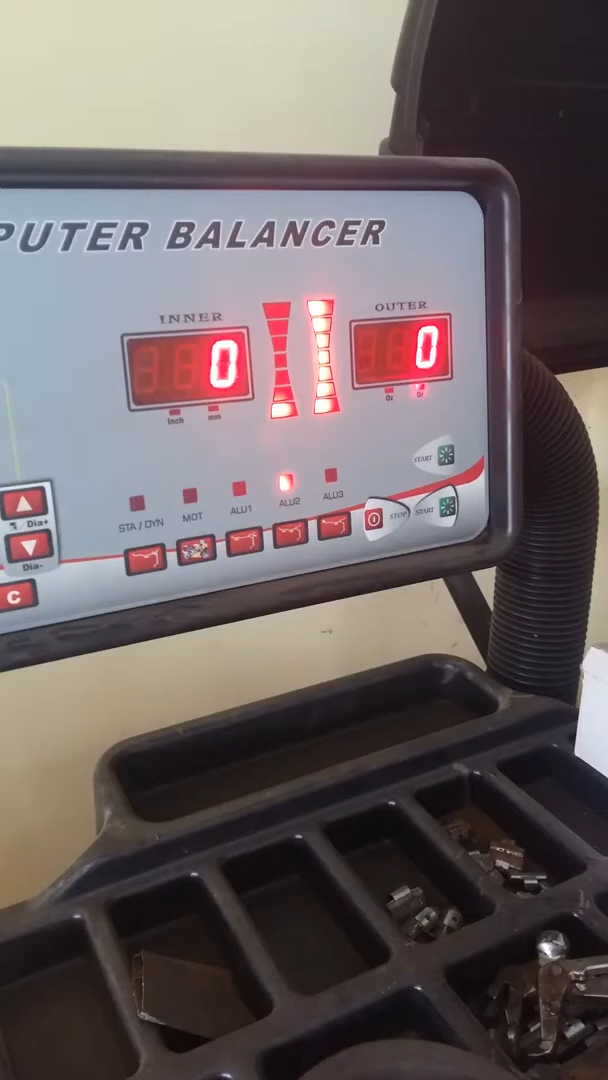 PUTER BALANCER
INNER
OUTER
0
0
Inch mm
Oz Gr
START
STA / DYN MOT ALU1 ALU2 ALU3
STOP START
/ Dia+
Dia-
C